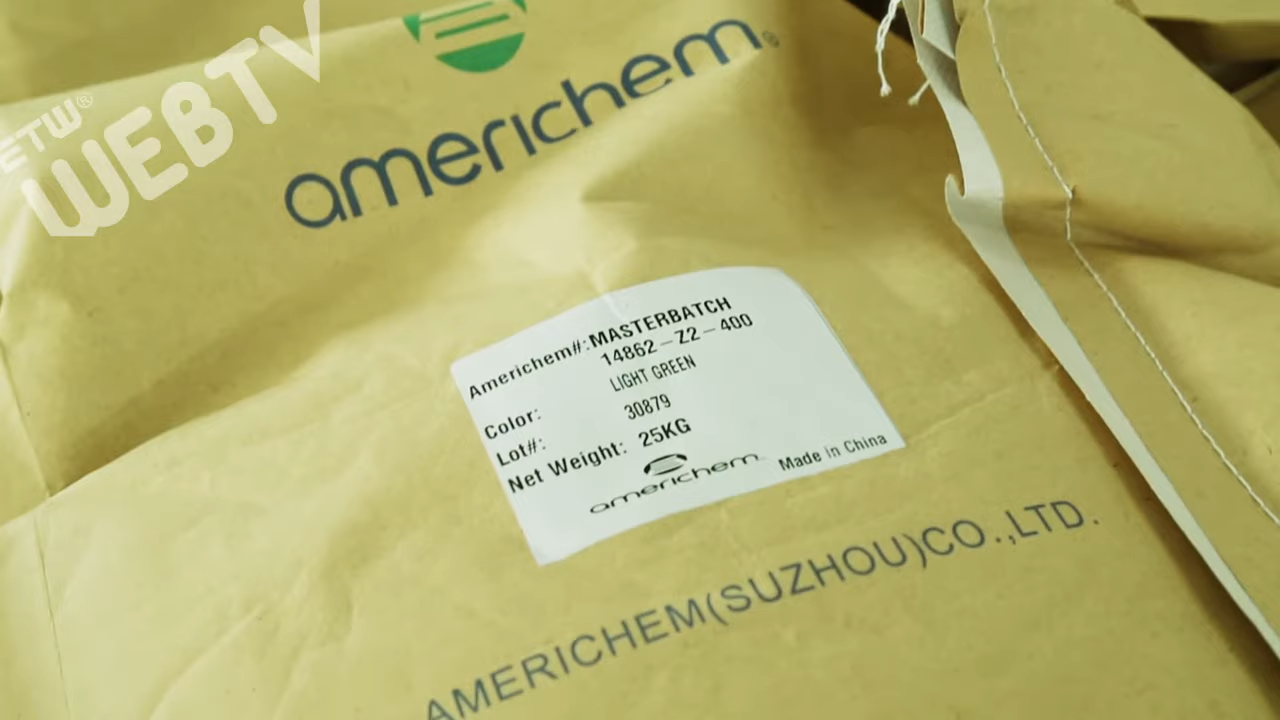 ETW®
WEBTV
americhem®
Americhem#: MASTERBATCH
14862-Z2-400
Color: LIGHT GREEN
Lot#: 30879
Net Weight: 25KG
americhem
Made in China
AMERICHEM(SUZHOU)CO.,LTD.